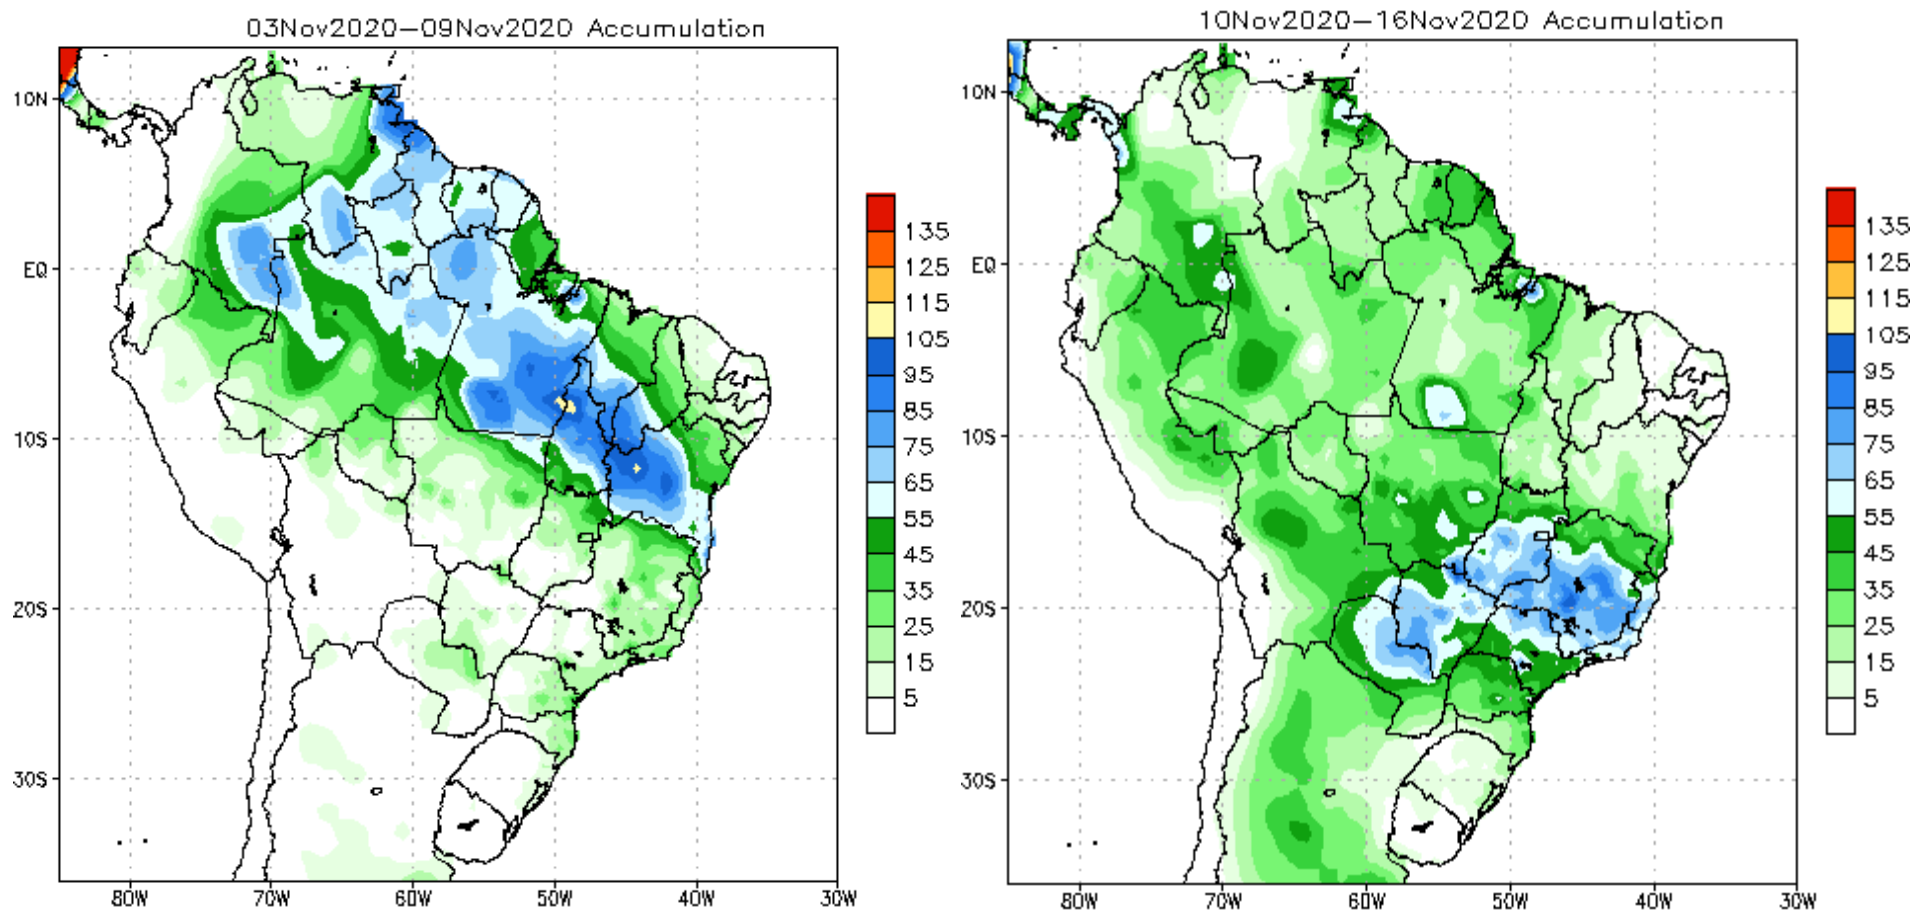 03Nov2020–09Nov2020 Accumulation
10N
EQ
10S
20S
30S
80W
70W
60W
50W
40W
30W
135
125
115
105
95
85
75
65
55
45
35
25
15
5
10Nov2020–16Nov2020 Accumulation
10N
EQ
10S
20S
30S
80W
70W
60W
50W
40W
30W
135
125
115
105
95
85
75
65
55
45
35
25
15
5